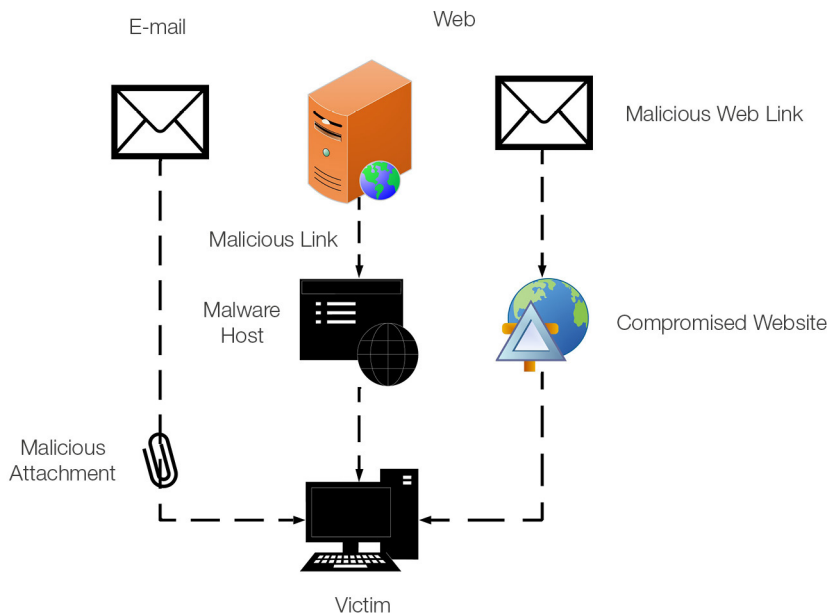 E-mail
Web
Malicious Web Link
Malicious Link
Malware
Host
Compromised Website
Malicious
Attachment
Victim